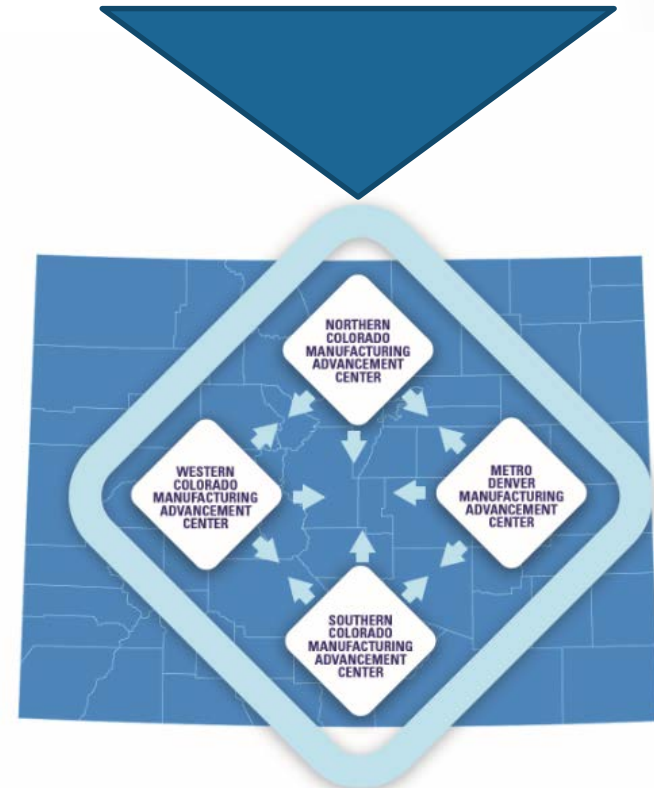 NORTHERN
COLORADO
MANUFACTURING
ADVANCEMENT
CENTER
WESTERN
COLORADO
MANUFACTURING
ADVANCEMENT
CENTER
METRO
DENVER
MANUFACTURING
ADVANCEMENT
CENTER
SOUTHERN
COLORADO
MANUFACTURING
ADVANCEMENT
CENTER